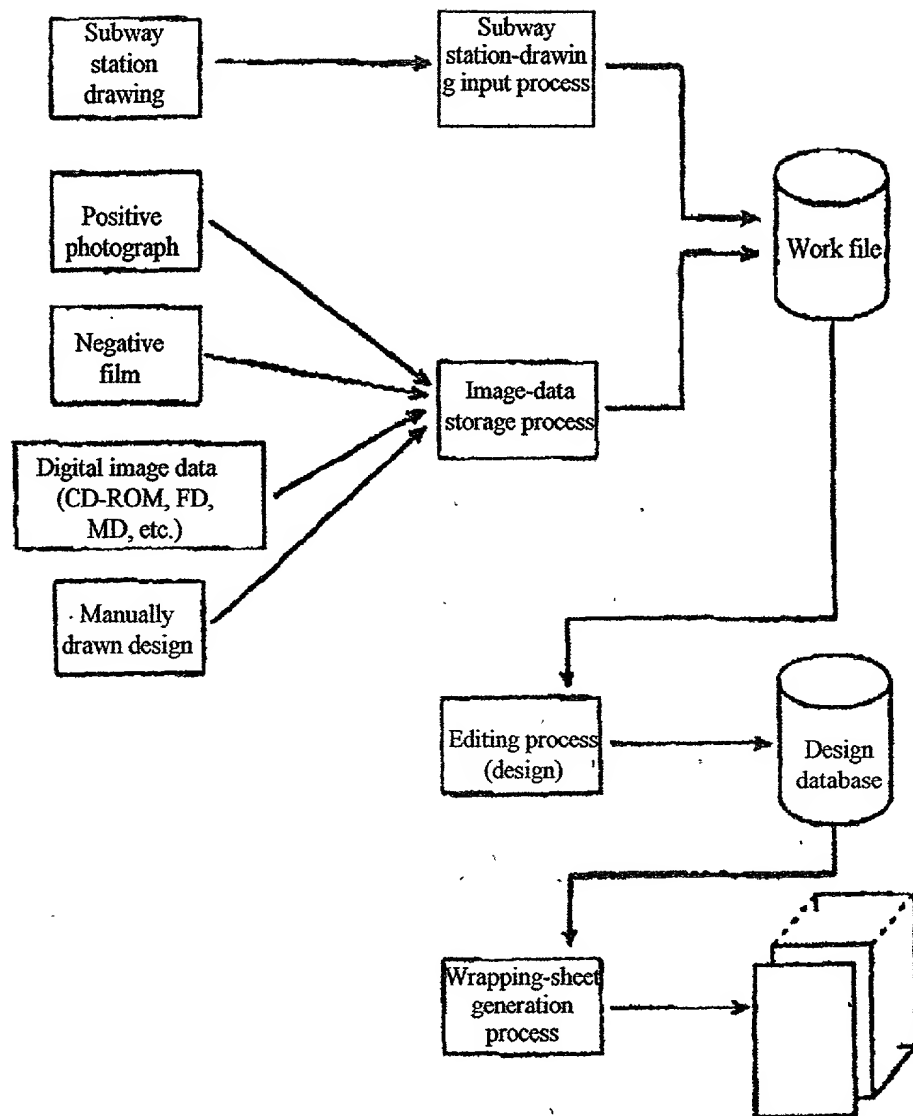 Subway
station
drawing
Subway
station-drawin
g input process
Positive
photograph
Work file
Negative
film
Image-data
storage process
Digital image data
(CD-ROM, FD,
MD, etc.)
Manually
drawn design
Editing process
(design)
Design
database
Wrapping-sheet
generation
process